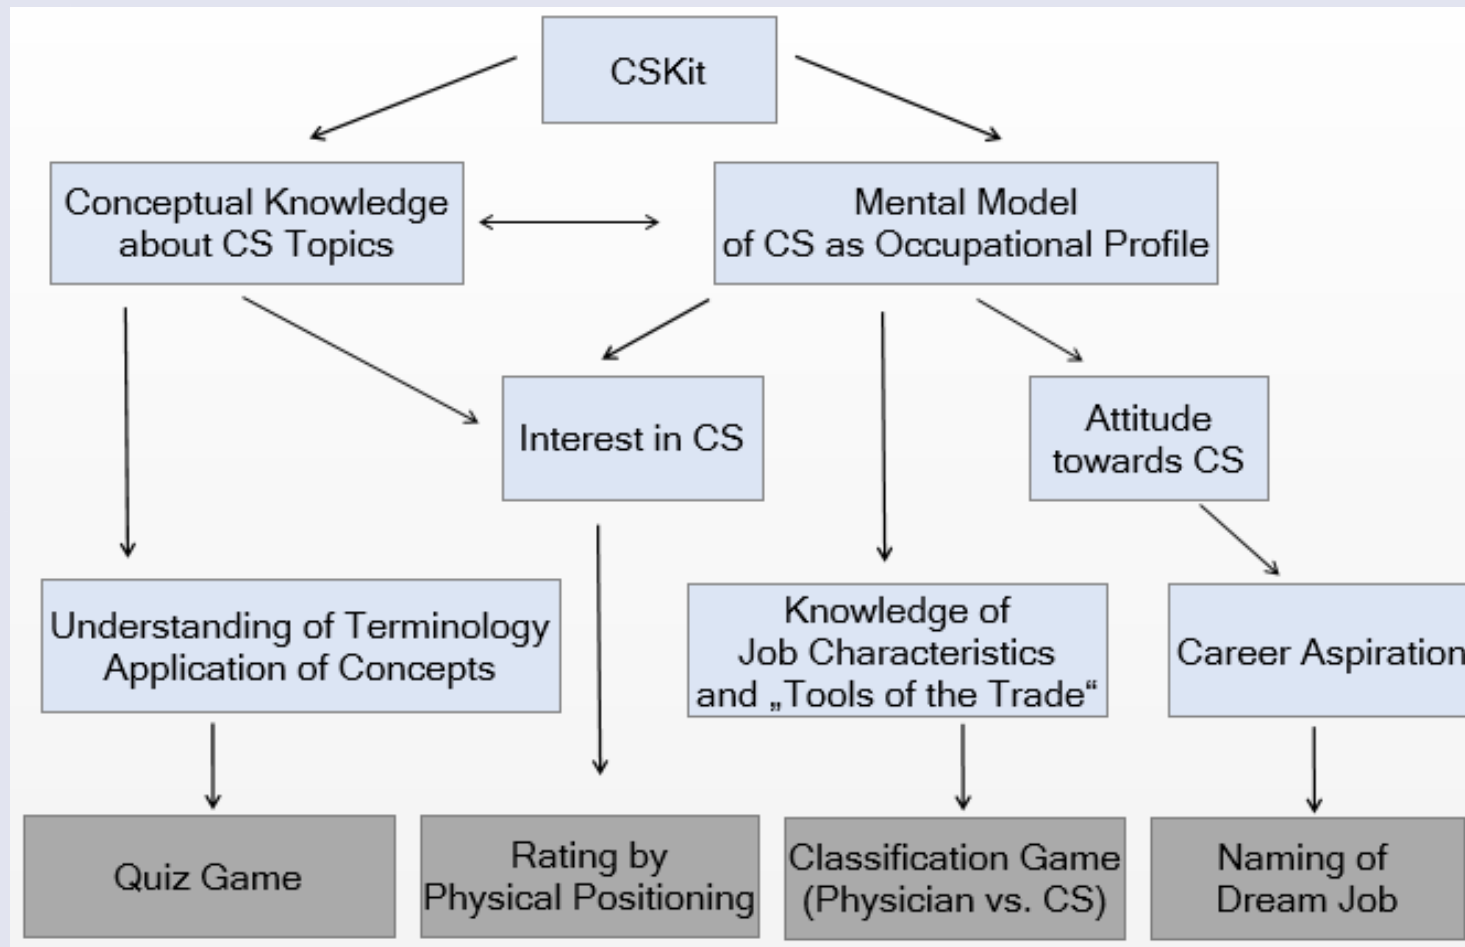 CSKit
Conceptual Knowledge
about CS Topics
Mental Model
of CS as Occupational Profile
Interest in CS
Attitude
towards CS
Understanding of Terminology
Application of Concepts
Knowledge of
Job Characteristics
and „Tools of the Trade“
Career Aspiration
Quiz Game
Rating by
Physical Positioning
Classification Game
(Physician vs. CS)
Naming of
Dream Job